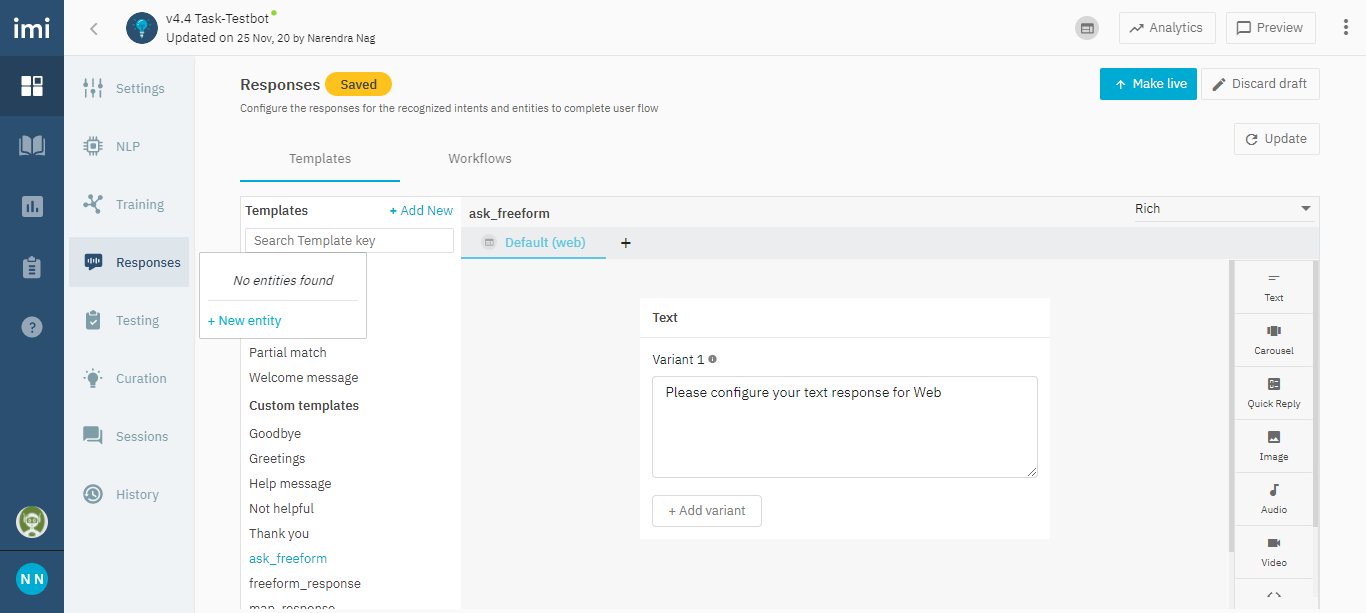 imi
v4.4 Task-Testbot
Updated on 25 Nov, 20 by Narendra Nag
Analytics
Preview
Settings
NLP
Training
Responses
Testing
Curation
Sessions
History
N N
Responses
Saved
Configure the responses for the recognized intents and entities to complete user flow
Make live
Discard draft
Update
Templates
Workflows
Templates
+ Add New
Search Template key
No entities found
+ New entity
Partial match
Welcome message
Custom templates
Goodbye
Greetings
Help message
Not helpful
Thank you
ask_freeform
freeform_response
map_response
ask_freeform
Rich
Default (web)
+
Text
Variant 1
Please configure your text response for Web
+ Add variant
Text
Carousel
Quick Reply
Image
Audio
Video